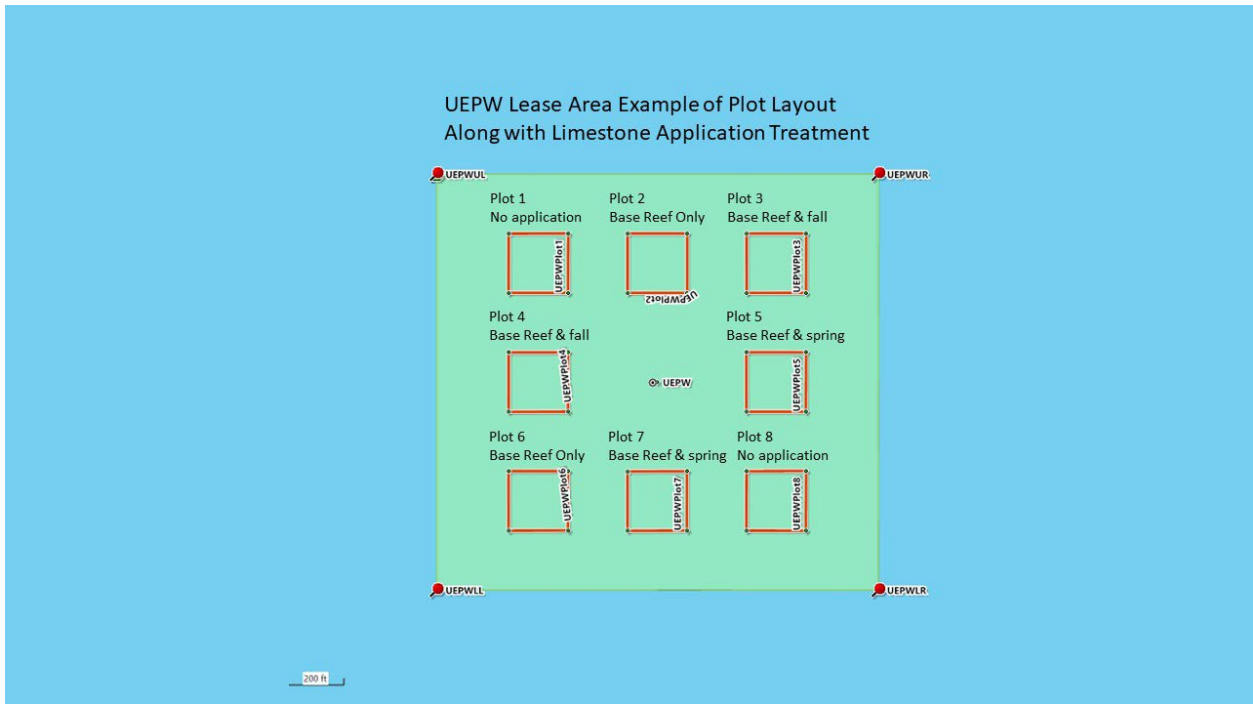 UEPW Lease Area Example of Plot Layout
Along with Limestone Application Treatment
UEPWUL
UEPWUR
Plot 1
No application
Plot 2
Base Reef Only
Plot 3
Base Reef & fall
UEPWPlot1
UEPWPlot2
UEPWPlot3
Plot 4
Base Reef & fall
Plot 5
Base Reef & spring
UEPWPlot4
UEPW
UEPWPlot5
Plot 6
Base Reef Only
Plot 7
Base Reef & spring
Plot 8
No application
UEPWPlot6
UEPWPlot7
UEPWPlot8
UEPWLL
UEPWLR
200 ft